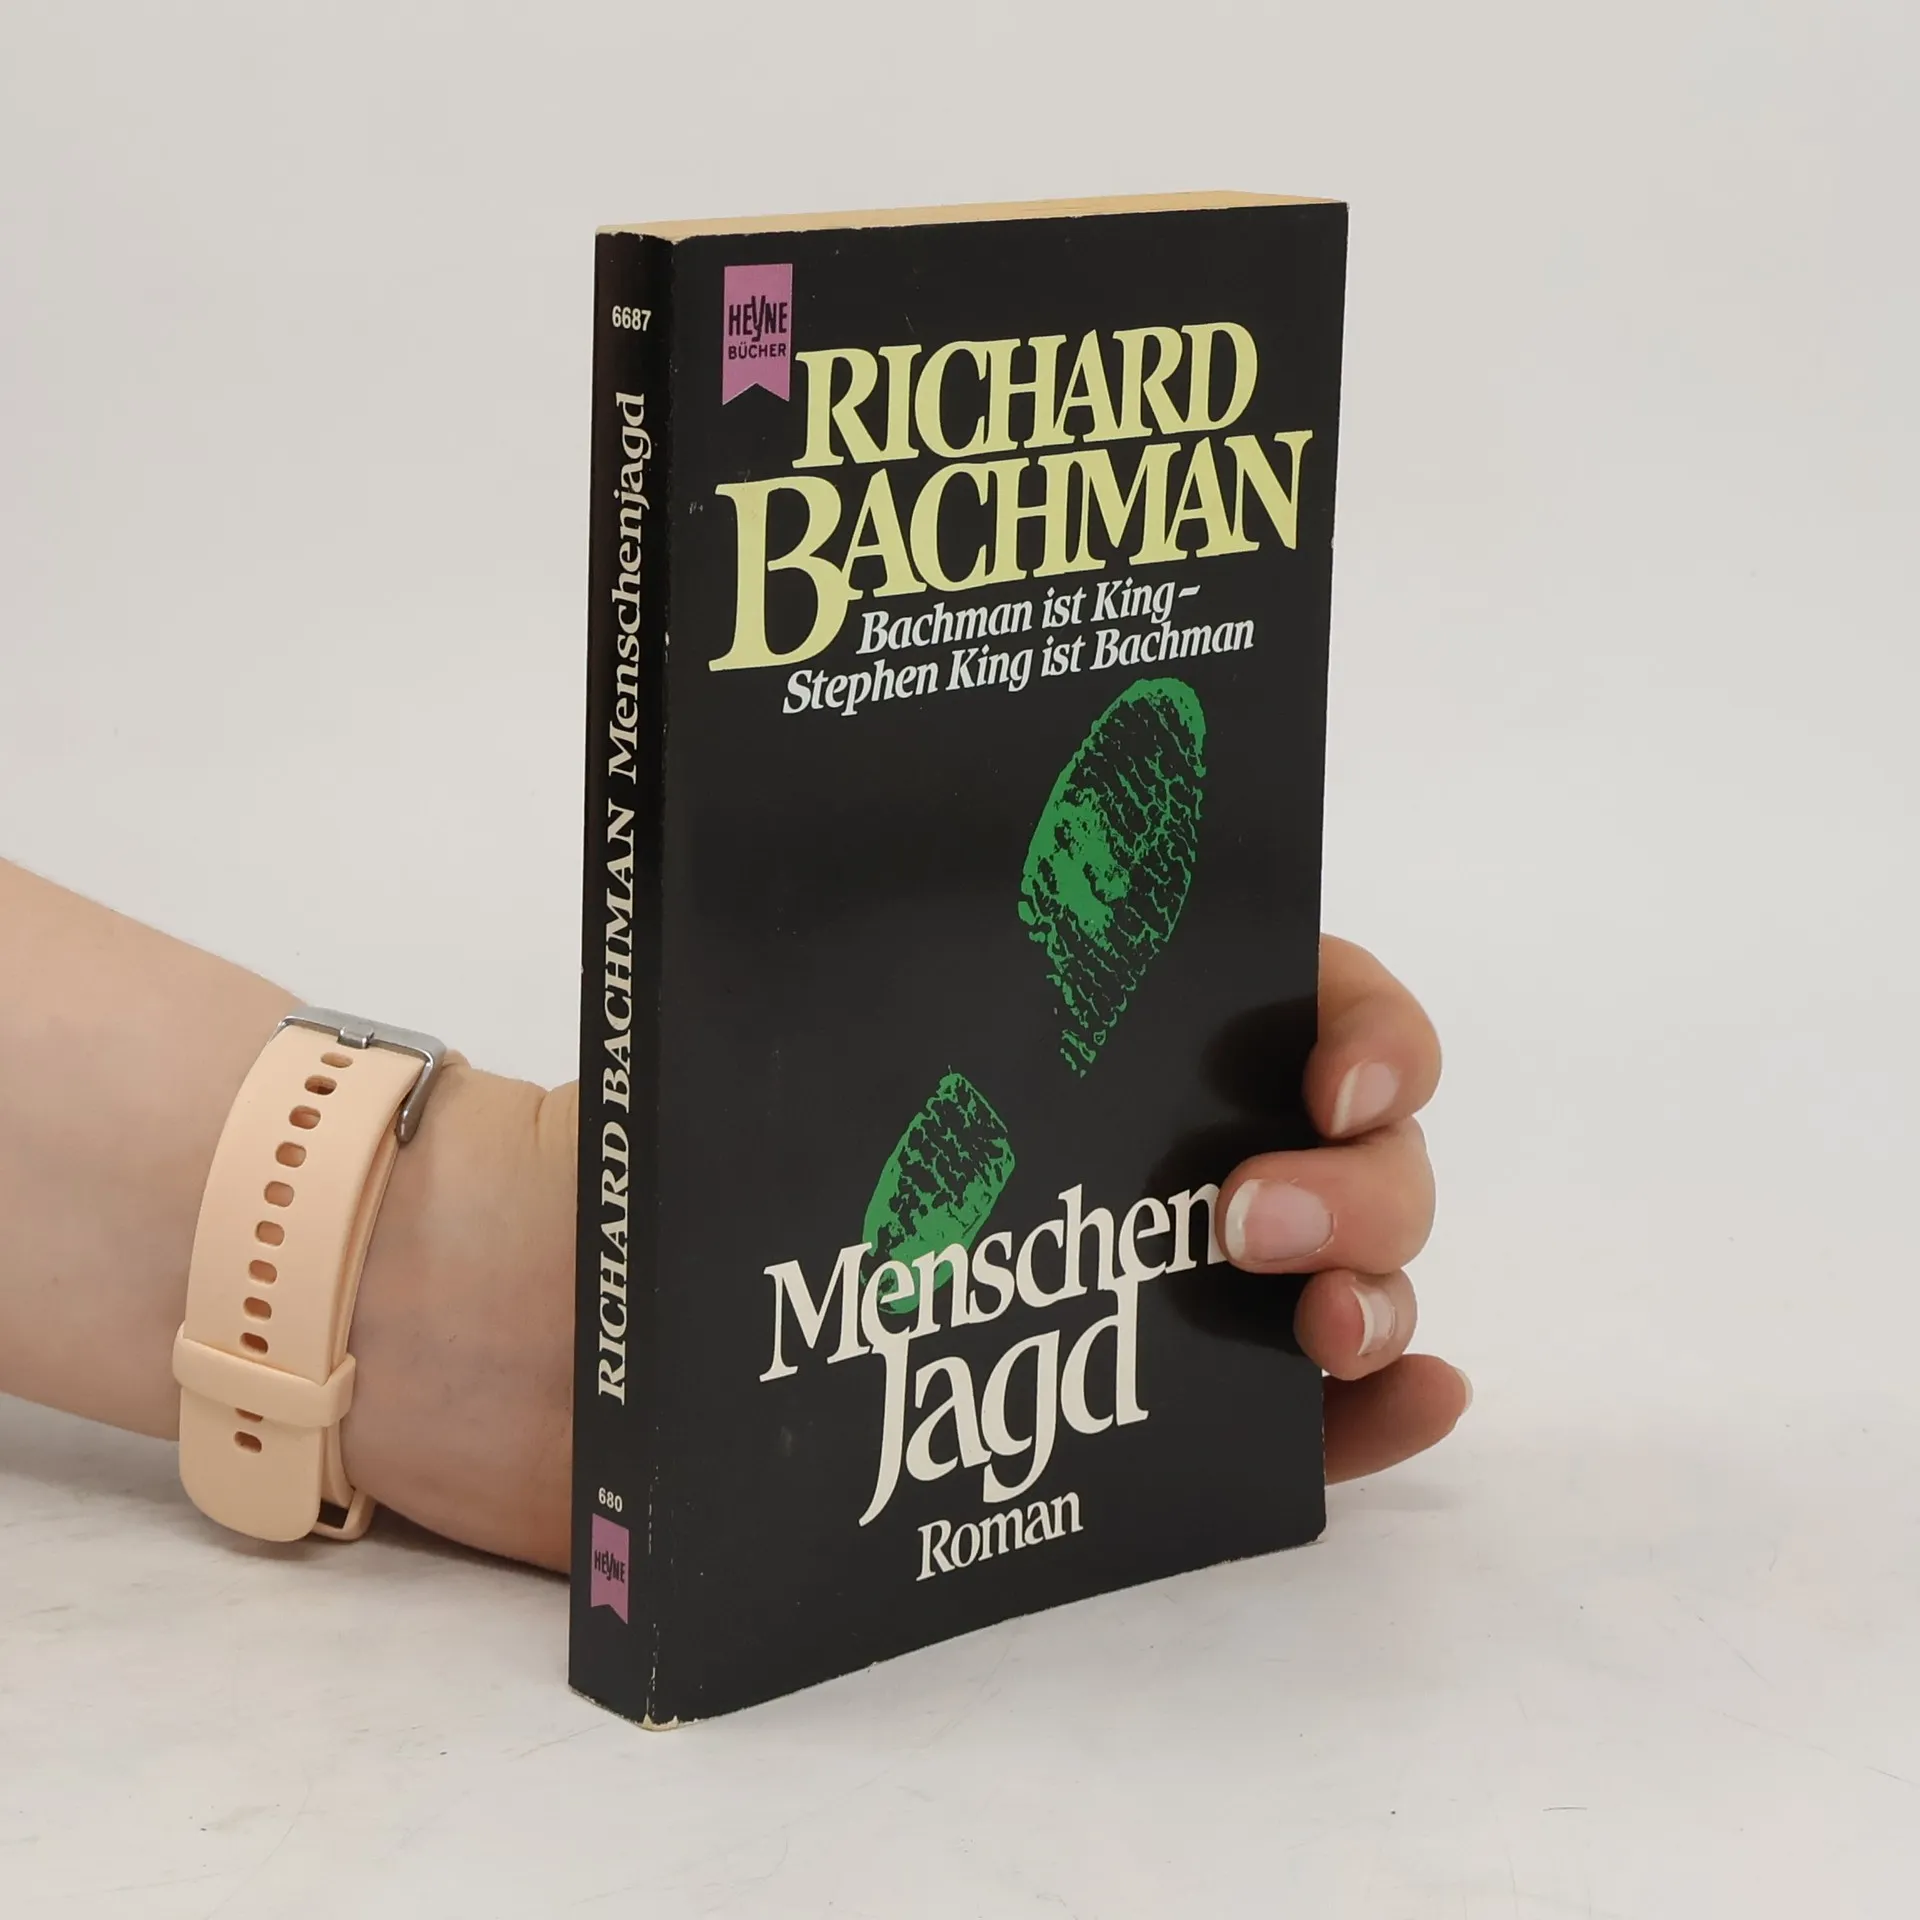 6687
RICHARD BACHMAN Menschenjagd
680
HEYNE
HEYNE
BÜCHER
RICHARD
BACHMAN
Bachman ist King –
Stephen King ist Bachman
Menschen
Jagd
Roman